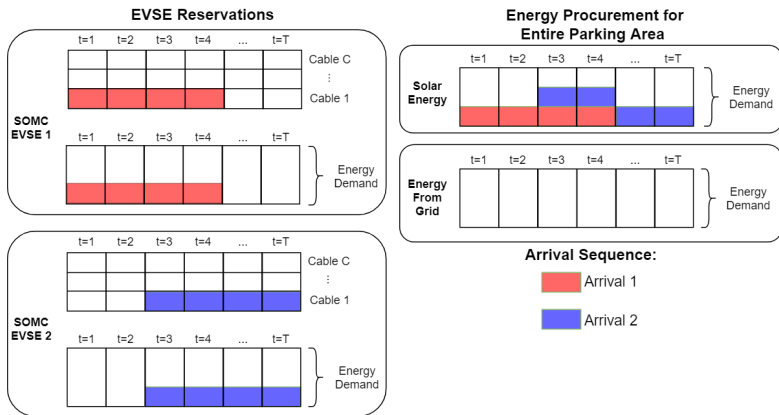 EVSE Reservations
t=1 t=2 t=3 t=4 ... t=T
Cable C
⋮
Cable 1
SOMC
EVSE 1
t=1 t=2 t=3 t=4 ... t=T
Energy
Demand
t=1 t=2 t=3 t=4 ... t=T
Cable C
⋮
Cable 1
SOMC
EVSE 2
t=1 t=2 t=3 t=4 ... t=T
Energy
Demand
Energy Procurement for
Entire Parking Area
t=1 t=2 t=3 t=4 ... t=T
Solar
Energy
Energy
Demand
t=1 t=2 t=3 t=4 ... t=T
Energy
From
Grid
Energy
Demand
Arrival Sequence:
Arrival 1
Arrival 2